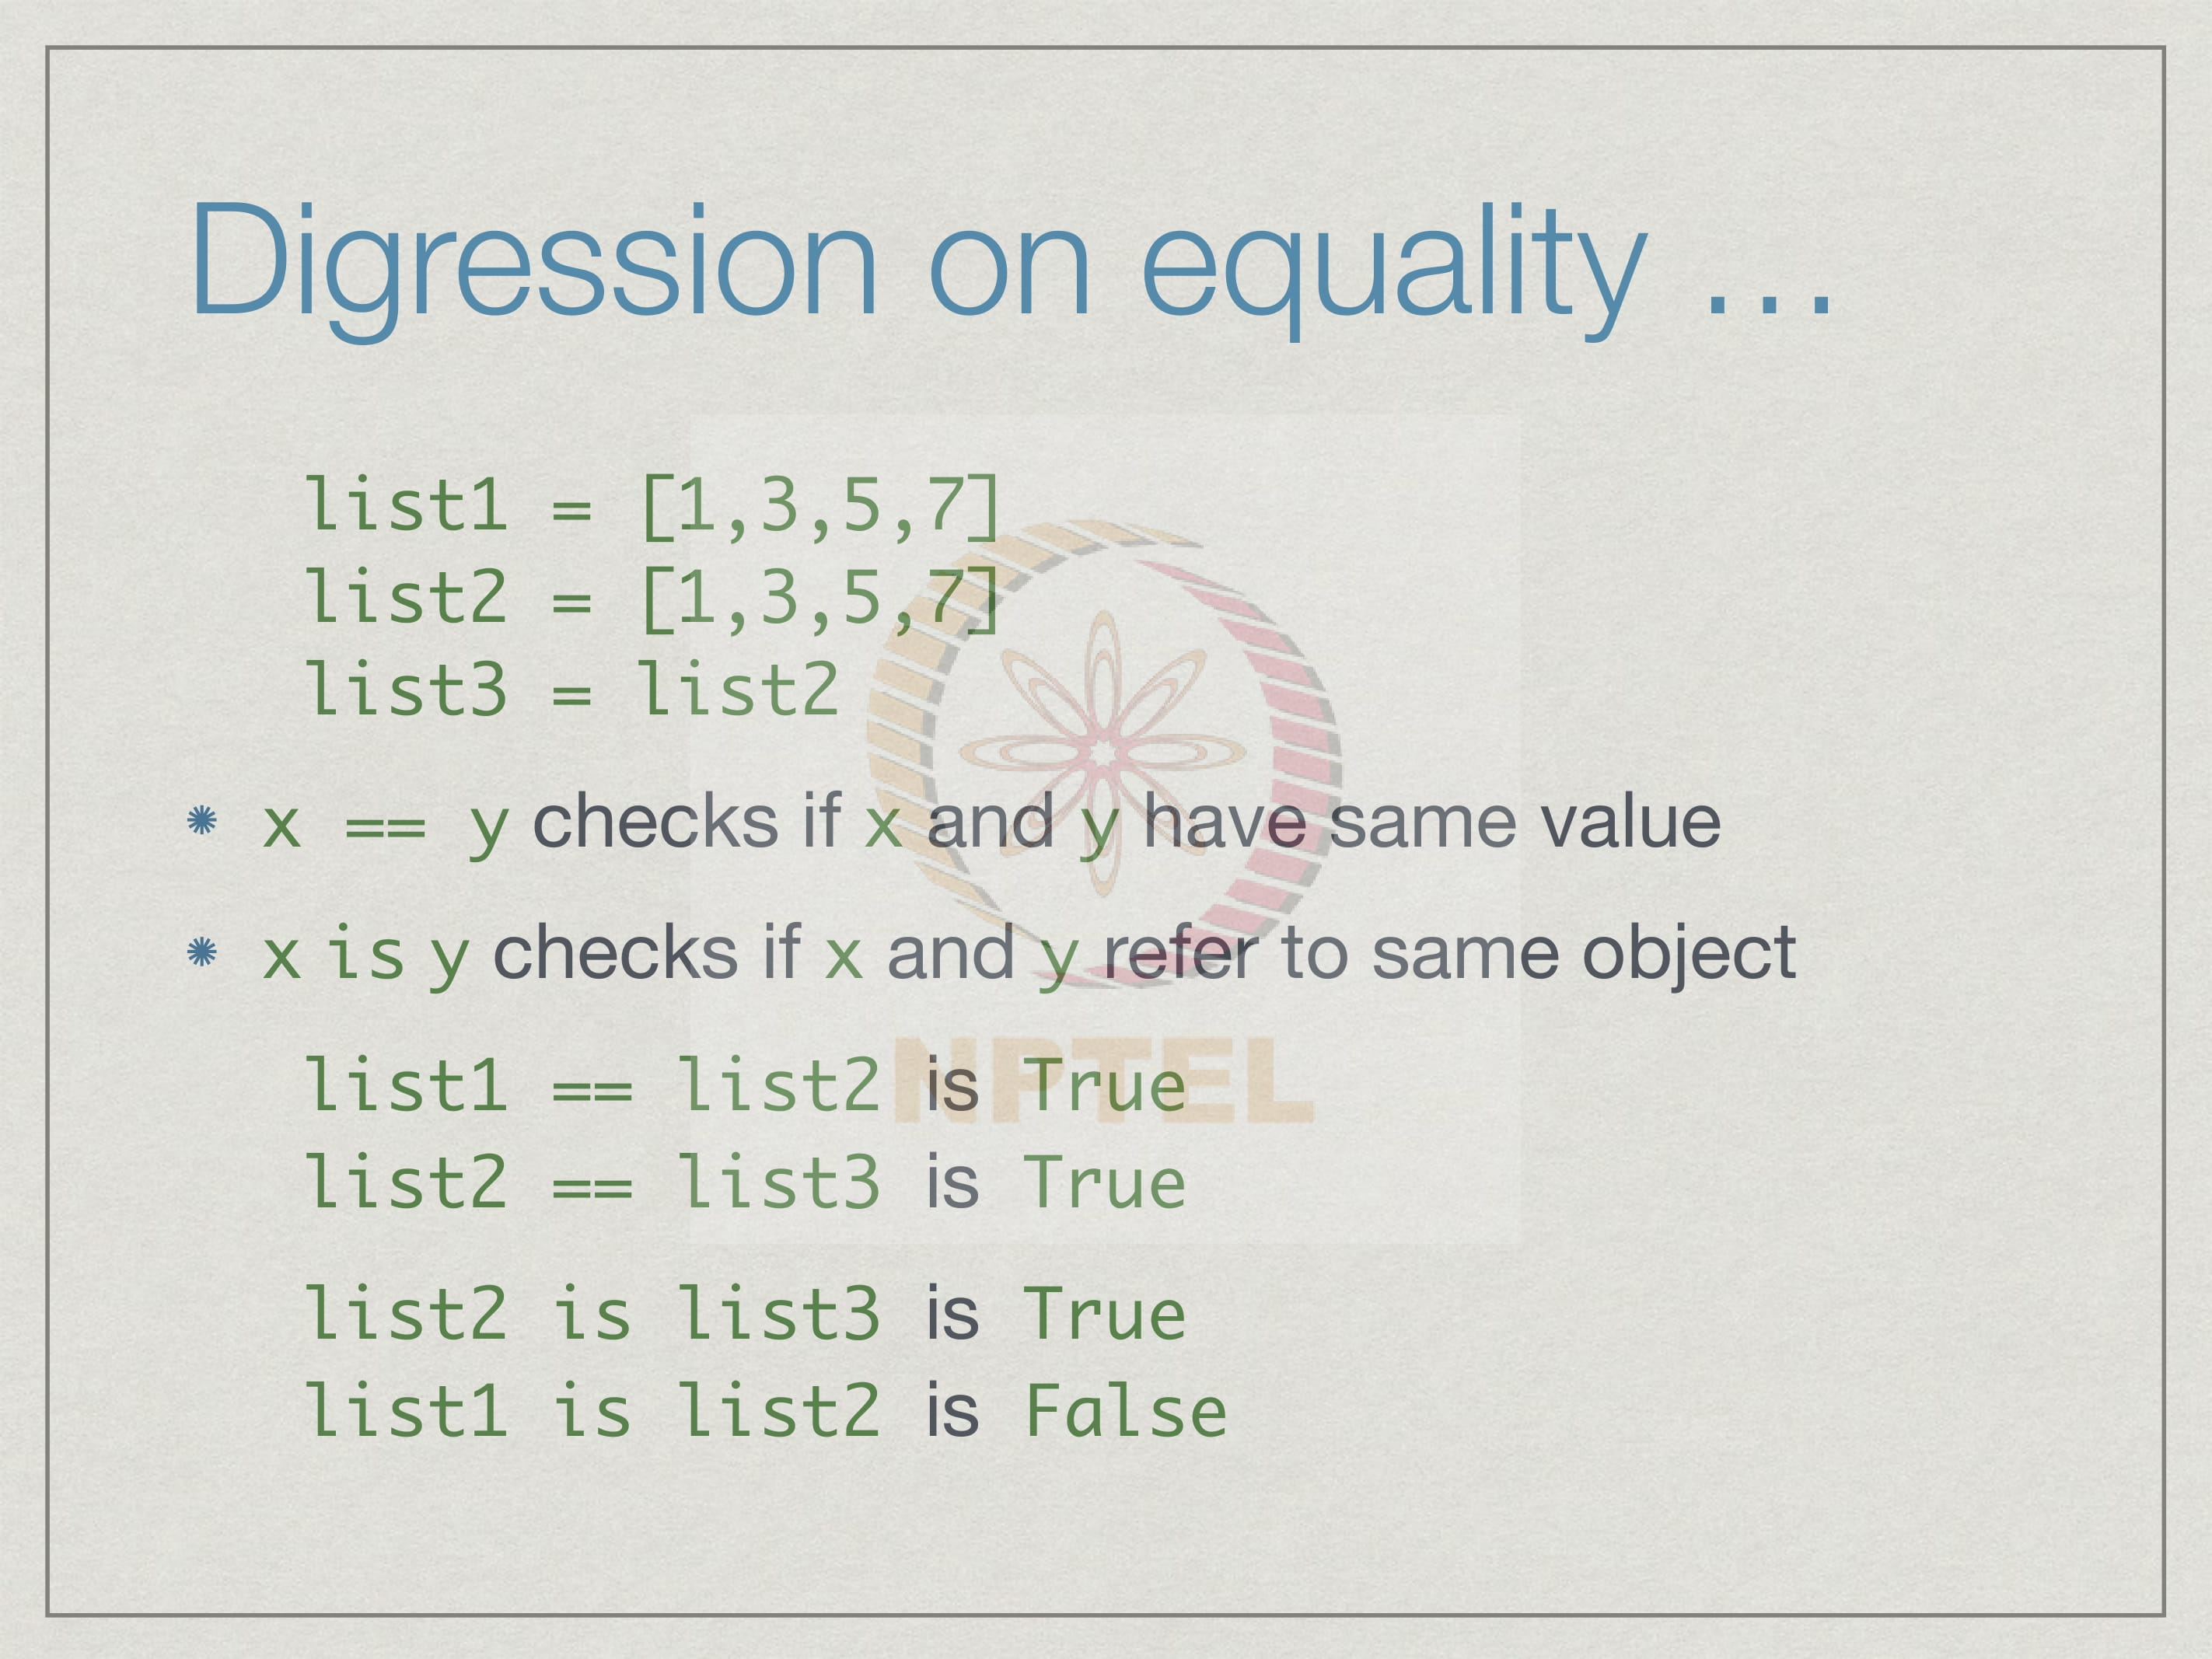 Digression on equality …
list1 = [1,3,5,7]
list2 = [1,3,5,7]
list3 = list2
x == y checks if x and y have same value
x is y checks if x and y refer to same object
NPTEL
list1 == list2 is True
list2 == list3 is True
list2 is list3 is True
list1 is list2 is False